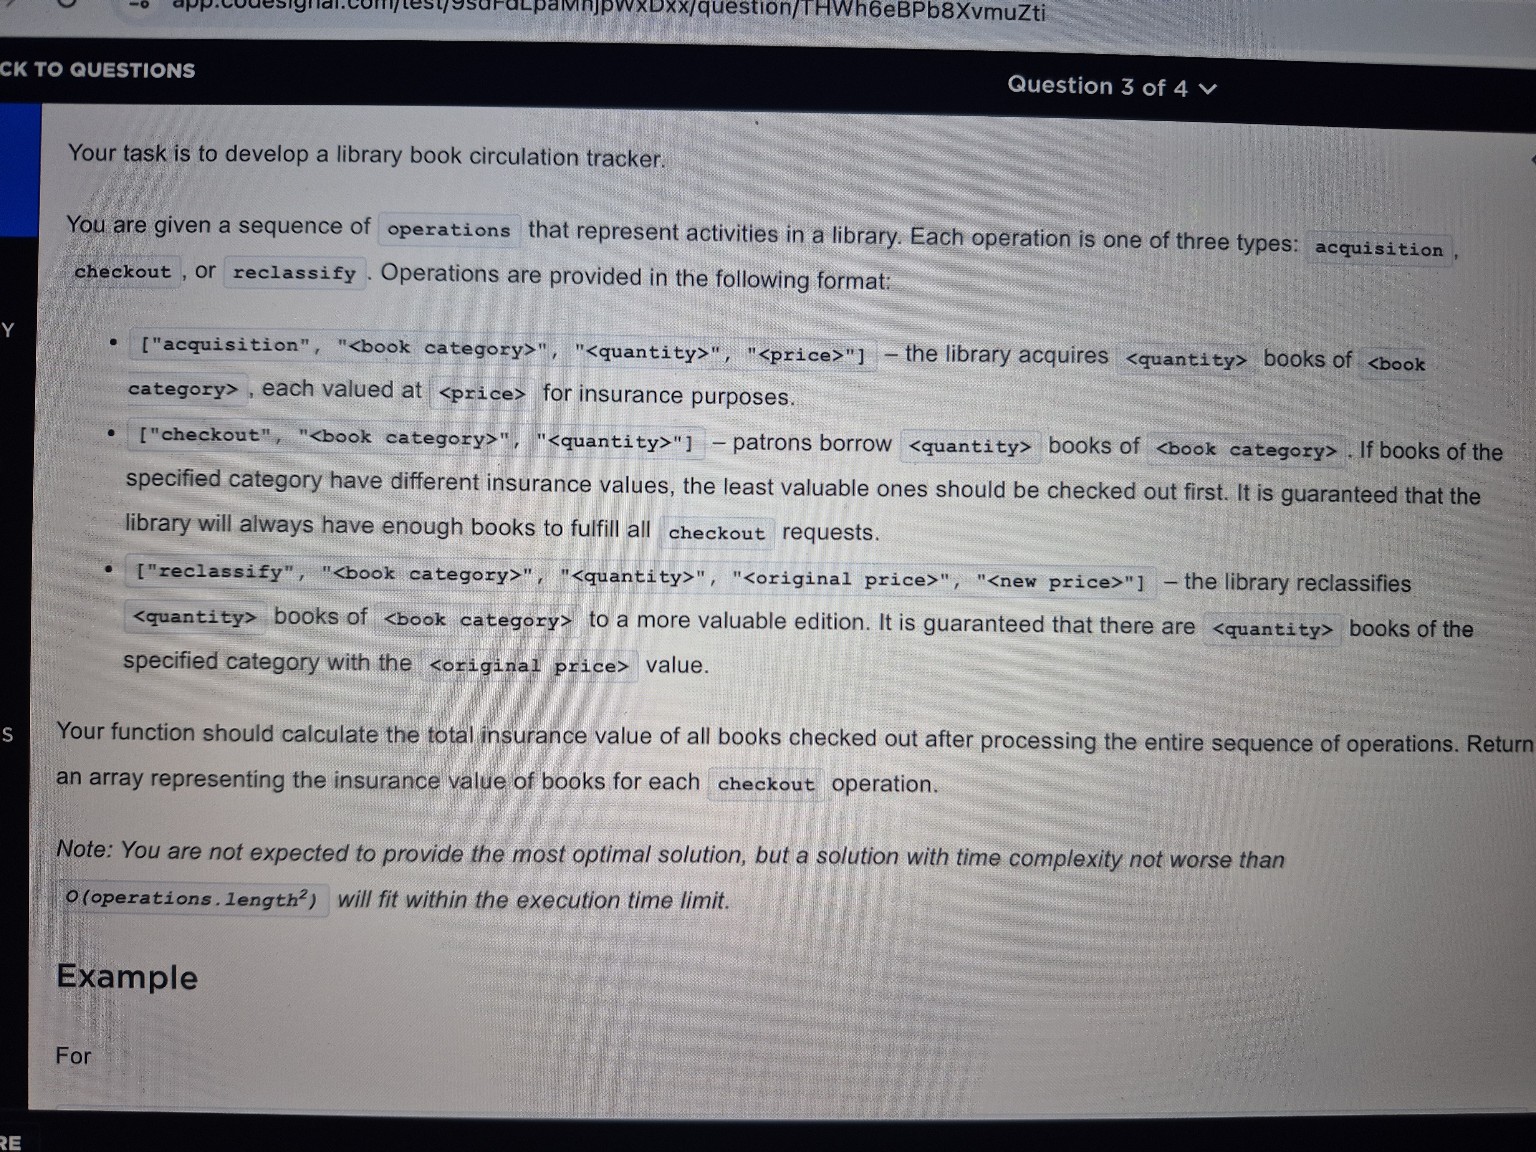 CK TO QUESTIONS
Question 3 of 4
Your task is to develop a library book circulation tracker.
You are given a sequence of operations that represent activities in a library. Each operation is one of three types: acquisition ,
checkout , or reclassify . Operations are provided in the following format:
• ["acquisition", "<book category>", "<quantity>", "<price>"] – the library acquires <quantity> books of <book
category> , each valued at <price> for insurance purposes.
• ["checkout", "<book category>", "<quantity>"] – patrons borrow <quantity> books of <book category> . If books of the
specified category have different insurance values, the least valuable ones should be checked out first. It is guaranteed that the
library will always have enough books to fulfill all checkout requests.
• ["reclassify", "<book category>", "<quantity>", "<original price>", "<new price>"] – the library reclassifies
<quantity> books of <book category> to a more valuable edition. It is guaranteed that there are <quantity> books of the
specified category with the <original price> value.
Your function should calculate the total insurance value of all books checked out after processing the entire sequence of operations. Return
an array representing the insurance value of books for each checkout operation.
Note: You are not expected to provide the most optimal solution, but a solution with time complexity not worse than
O(operations.length²) will fit within the execution time limit.
Example
For
Y
S
RE